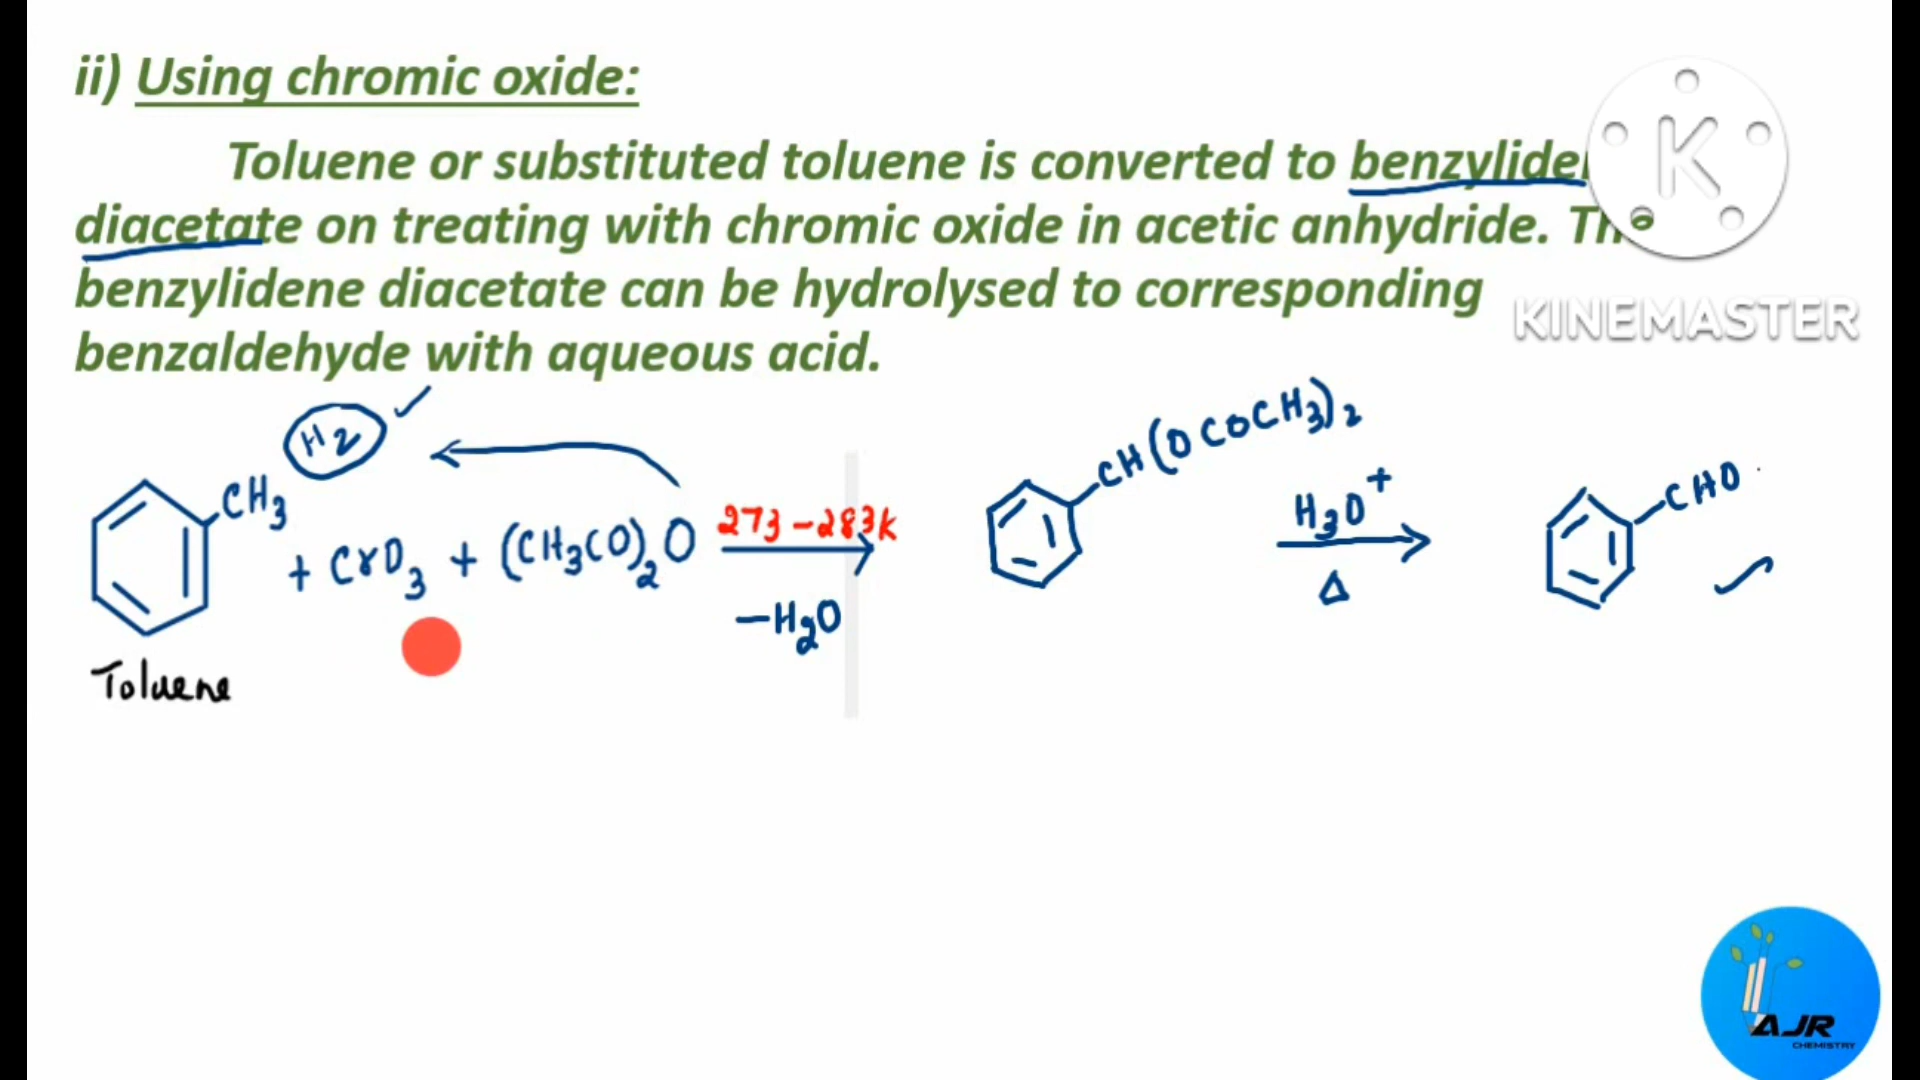 ii) Using chromic oxide:
Toluene or substituted toluene is converted to
diacetate on treating with chromic oxide in acetic anhydride.
benzylidene diacetate can be hydrolysed to corresponding
benzaldehyde with aqueous acid.
K
KINEMASTER
H2
CH3 + CrO3 + (CH3CO)2O
273-283K
-H2O
CH(OCOCH3)2
H3O+
Δ
CHO
Toluene
AJR
CHEMISTRY